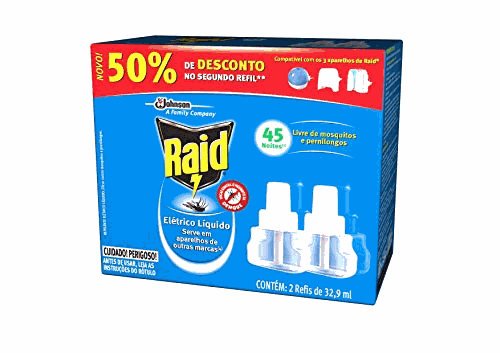 NOVO!
50% DE DESCONTO
NO SEGUNDO REFIL**
Compatível com os 3 aparelhos de Raid*
Johnson
A Family Company
Raid
45
Noites
Livre de mosquitos
e pernilongos
DENGUE
Elétrico Líquido
Serve em
aparelhos de
outras marcas
CUIDADO! PERIGOSO!
ANTES DE USAR, LEIA AS
INSTRUÇÕES DO RÓTULO
CONTÉM: 2 Refis de 32,9 ml